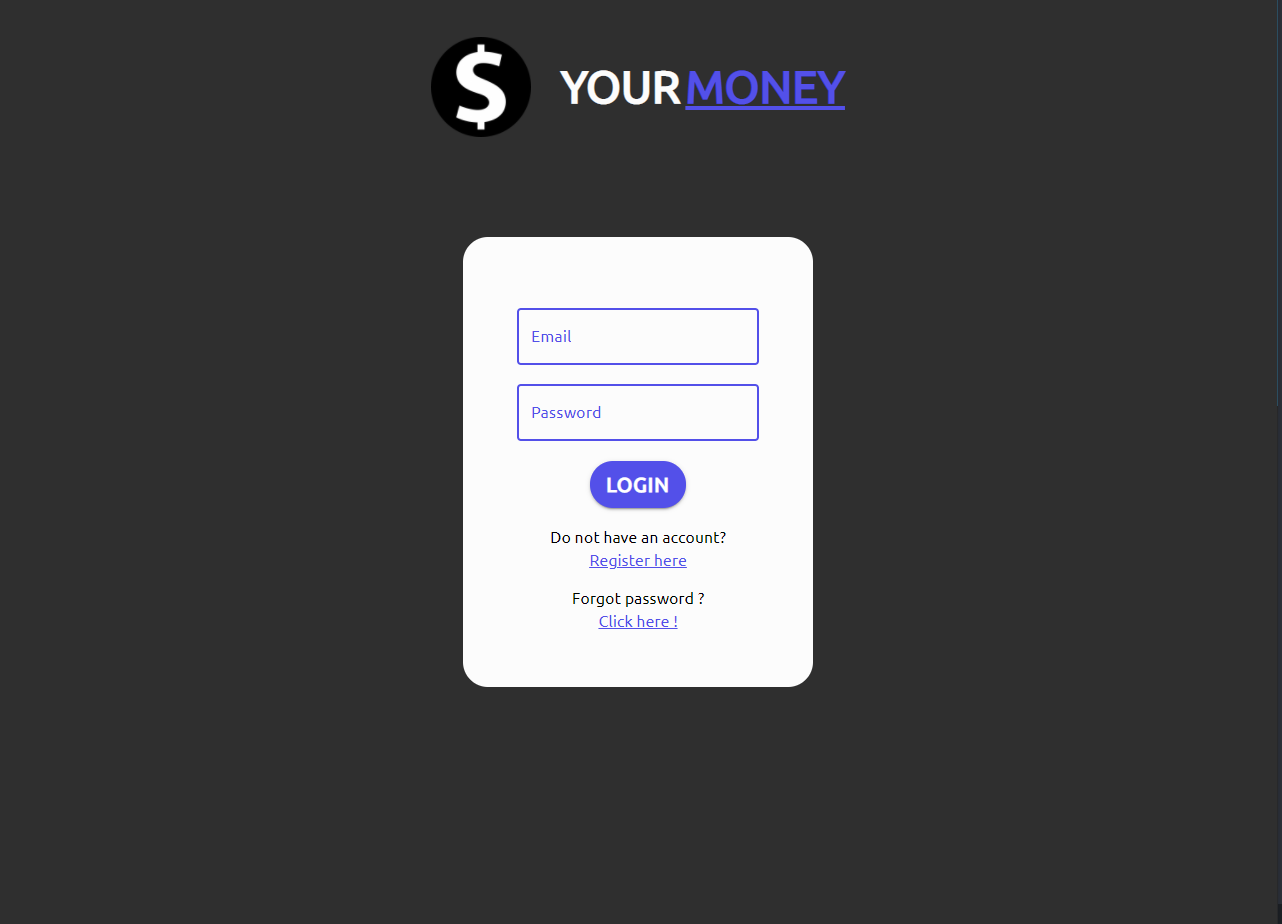 $ YOUR MONEY
Email
Password
LOGIN
Do not have an account?
Register here
Forgot password ?
Click here !